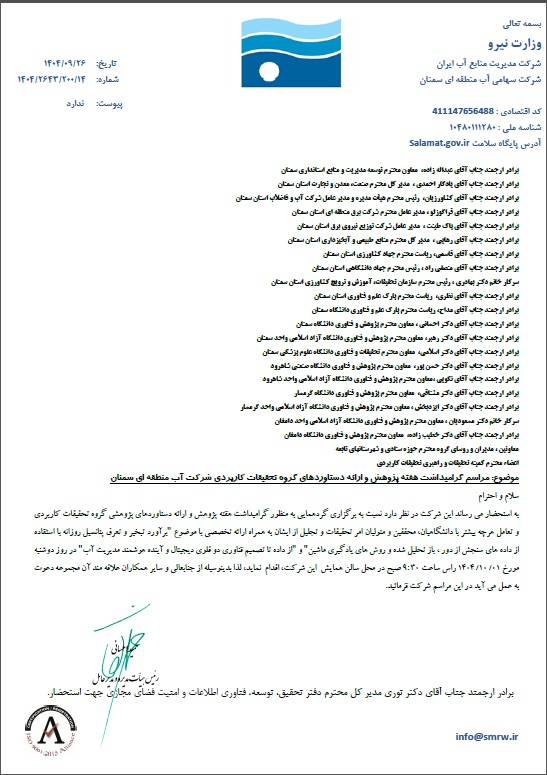 بسمه تعالی
وزارت نیرو
شرکت مدیریت منابع آب ایران
شرکت سهامی آب منطقه ای سمنان
تاریخ: ۱۴۰۴/۰۹/۲۶
شماره: ۱۴۰۴/۲۶۴۳/۲۰۰/۱۴
پیوست: ندارد
کد اقتصادی : 411147656488
شناسه ملی : ۱۰۴۸۰۱۱۱۲۸۰
آدرس پایگاه سلامت Salamat.gov.ir
برادر ارجمند جناب آقای عبداله زاده، معاون محترم توسعه مدیریت و منابع استانداری سمنان
برادر ارجمند جناب آقای یادگار احمدی ، مدیر کل محترم صنعت، معدن و تجارت استان سمنان
برادر ارجمند جناب آقای کشاورزیان، رئیس محترم هیأت مدیره و مدیر عامل شرکت آب و فاضلاب استان سمنان
برادر ارجمند جناب آقای قراگوزلو ، مدیر عامل محترم شرکت برق منطقه ای استان سمنان
برادر ارجمند جناب آقای پاک طینت ، مدیر عامل شرکت توزیع نیروی برق استان سمنان
برادر ارجمند جناب آقای رهایی ، مدیر کل محترم منابع طبیعی و آبخیزداری استان سمنان
برادر ارجمند جناب آقای قاسمی، ریاست محترم جهاد کشاورزی استان سمنان
برادر ارجمند جناب آقای منصفی راد ، رئیس محترم جهاد دانشگاهی استان سمنان
سرکار خانم دکتر بهادری ، رئیس محترم سازمان تحقیقات، آموزش و ترویج کشاورزی استان سمنان
برادر ارجمند جناب آقای نظری، ریاست محترم پارک علم و فناوری استان سمنان
برادر ارجمند جناب آقای مداح، ریاست محترم پارک علم و فناوری دانشگاه سمنان
برادر ارجمند جناب آقای دکتر احسانی ، معاون محترم پژوهش و فناوری دانشگاه سمنان
برادر ارجمند جناب آقای دکتر رهبر، معاون محترم پژوهش و فناوری دانشگاه آزاد اسلامی واحد سمنان
برادر ارجمند جناب آقای دکتر اسلامی، معاون محترم تحقیقات و فناوری دانشگاه علوم پزشکی سمنان
برادر ارجمند جناب آقای دکتر حسن پور، معاون محترم پژوهش و فناوری دانشگاه صنعتی شاهرود
برادر ارجمند جناب آقای تکویی ،معاون محترم پژوهش و فناوری دانشگاه آزاد اسلامی واحد شاهرود
برادر ارجمند جناب آقای دکتر مشتاقی، معاون محترم پژوهش و فناوری دانشگاه گرمسار
برادر ارجمند جناب آقای دکتر ایزدبخش ، معاون محترم پژوهش و فناوری دانشگاه آزاد اسلامی واحد گرمسار
سرکار خانم دکتر مسعودیان ، معاون محترم پژوهش و فناوری دانشگاه آزاد اسلامی واحد دامغان
برادر ارجمند جناب آقای دکتر خطیب زاده ، معاون محترم پژوهش و فناوری دانشگاه دامغان
معاونین ، مدیران و روسای گروه محترم حوزه ستادی و شهرستانهای تابعه
اعضاء محترم کمیته تحقیقات و راهبری تحقیقات کاربردی
موضوع: مراسم گرامیداشت هفته پژوهش و ارائه دستاوردهای گروه تحقیقات کاربردی شرکت آب منطقه ای سمنان
سلام و احترام
به استحضار می رساند این شرکت در نظر دارد نسبت به برگزاری گردهمایی به منظور گرامیداشت هفته پژوهش و ارائه دستاوردهای پژوهشی گروه تحقیقات کاربردی
و تعامل هرچه بیشتر با دانشگاهیان، محققین و متولیان امر تحقیقات و تجلیل از ایشان به همراه ارائه تخصصی با موضوع "برآورد تبخیر و تعرق پتانسیل روزانه با استفاده
از داده های سنجش از دور ، باز تحلیل شده و روش های یادگیری ماشین" و "از داده تا تصمیم فناوری دو قلوی دیجیتال و آینده هوشمند مدیریت آب" در روز دوشنبه
مورخ ۱۴۰۴/۱۰/۰۱ راس ساعت ۹:۳۰ صبح در محل سالن همایش این شرکت، اقدام نماید، لذا بدینوسیله از جنابعالی و سایر همکاران علاقه مند آن مجموعه دعوت
به عمل می آید در این مراسم شرکت فرمائید.
رئیس هیأت مدیره و مدیرعامل
برادر ارجمند جناب آقای دکتر نوری مدیر کل محترم دفتر تحقیق، توسعه، فناوری اطلاعات و امنیت فضای مجازی جهت استحضار.
ISO 9001:2015
info@smrw.ir